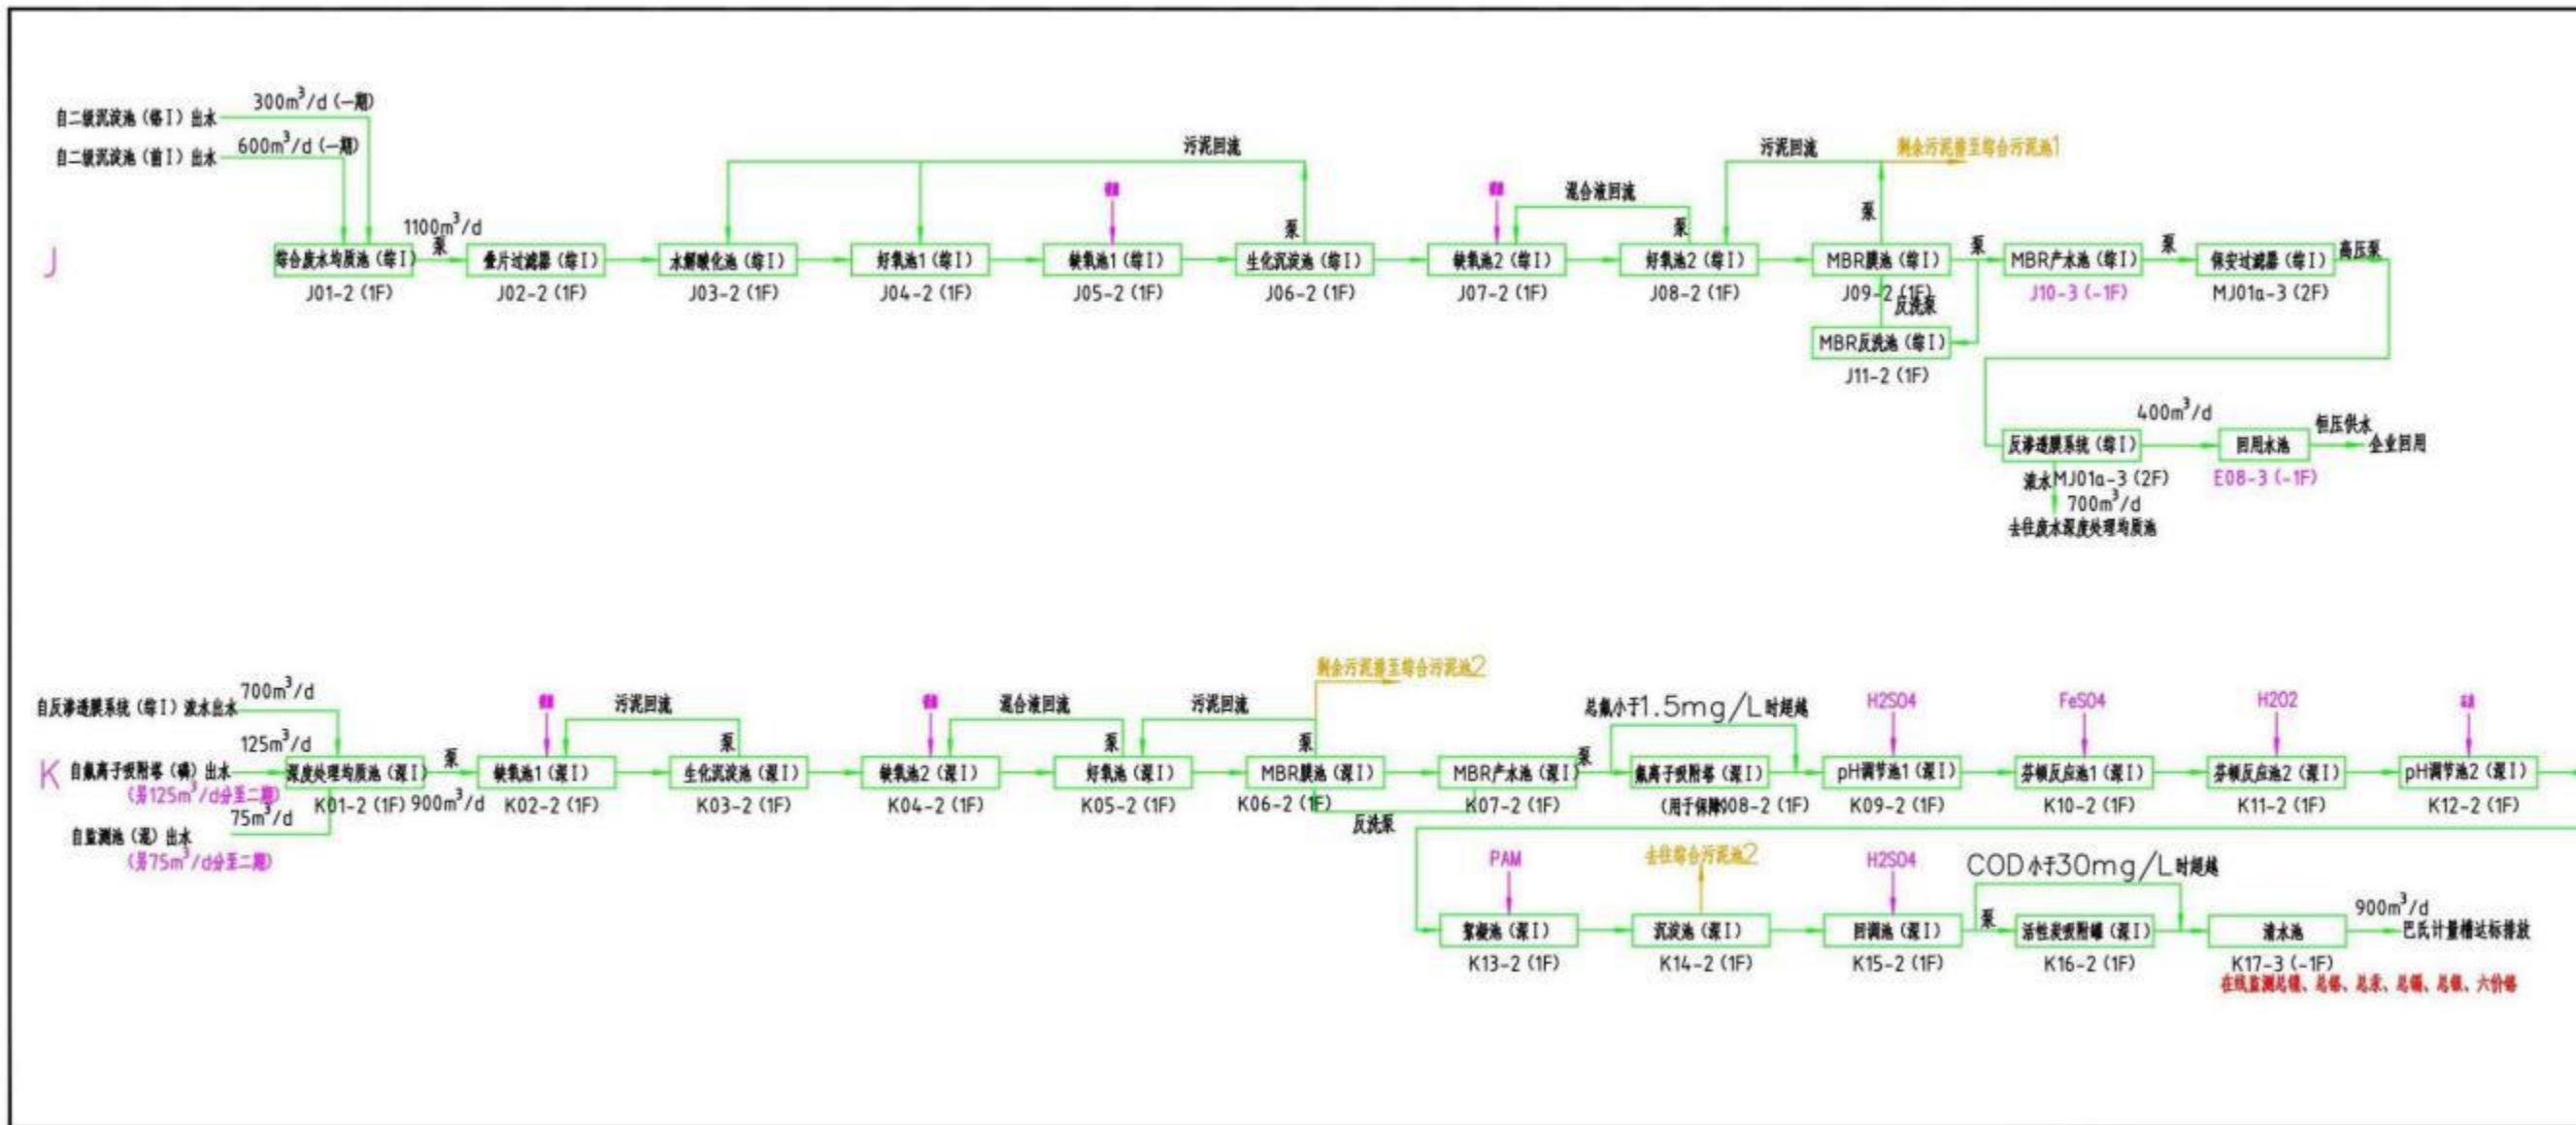 300m³/d (一期)
自二级沉淀池（铬Ⅰ）出水
600m³/d (一期)
自二级沉淀池（前Ⅰ）出水
污泥回流
污泥回流
剩余污泥排至综合污泥池1
混合液回流
泵
泵
泵
J
1100m³/d
泵
泵
泵
高压泵
综合废水均质池（综Ⅰ）
叠片过滤器（综Ⅰ）
水解酸化池（综Ⅰ）
好氧池1（综Ⅰ）
缺氧池1（综Ⅰ）
生化沉淀池（综Ⅰ）
缺氧池2（综Ⅰ）
好氧池2（综Ⅰ）
MBR膜池（综Ⅰ）
MBR产水池（综Ⅰ）
保安过滤器（综Ⅰ）
J01-2 (1F)
J02-2 (1F)
J03-2 (1F)
J04-2 (1F)
J05-2 (1F)
J06-2 (1F)
J07-2 (1F)
J08-2 (1F)
J09-2 (1F)
J10-3 (-1F)
MJ01a-3 (2F)
反洗泵
MBR反洗池（综Ⅰ）
J11-2 (1F)
400m³/d
恒压供水
反渗透膜系统（综Ⅰ）
回用水池
企业回用
浓水
MJ01a-3 (2F)
E08-3 (-1F)
700m³/d
去往废水深度处理均质池
剩余污泥排至综合污泥池2
700m³/d
自反渗透膜系统（综Ⅰ）浓水出水
污泥回流
混合液回流
污泥回流
总氟小于1.5mg/L时超越
H2SO4
FeSO4
H2O2
125m³/d
泵
泵
泵
泵
泵
K
自氟离子吸附塔（磷）出水
深度处理均质池（深Ⅰ）
缺氧池1（深Ⅰ）
生化沉淀池（深Ⅰ）
缺氧池2（深Ⅰ）
好氧池（深Ⅰ）
MBR膜池（深Ⅰ）
MBR产水池（深Ⅰ）
氟离子吸附塔（深Ⅰ）
pH调节池1（深Ⅰ）
芬顿反应池1（深Ⅰ）
芬顿反应池2（深Ⅰ）
pH调节池2（深Ⅰ）
（另125m³/d分至二期）
K01-2 (1F)
900m³/d
K02-2 (1F)
K03-2 (1F)
K04-2 (1F)
K05-2 (1F)
K06-2 (1F)
K07-2 (1F)
（用于保障）
08-2 (1F)
K09-2 (1F)
K10-2 (1F)
K11-2 (1F)
K12-2 (1F)
75m³/d
反洗泵
自监测池（混）出水
（另75m³/d分至二期）
PAM
去往综合污泥池2
H2SO4
COD小于30mg/L时超越
900m³/d
泵
絮凝池（深Ⅰ）
沉淀池（深Ⅰ）
回调池（深Ⅰ）
活性炭吸附罐（深Ⅰ）
清水池
巴氏计量槽达标排放
K13-2 (1F)
K14-2 (1F)
K15-2 (1F)
K16-2 (1F)
K17-3 (-1F)
在线监测总镍、总铬、总汞、总镉、总银、六价铬